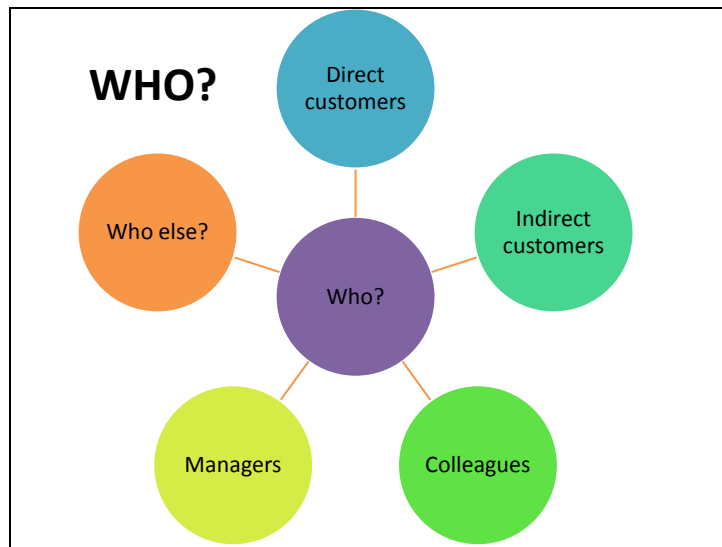 WHO?
Direct
customers
Who else?
Indirect
customers
Who?
Managers
Colleagues